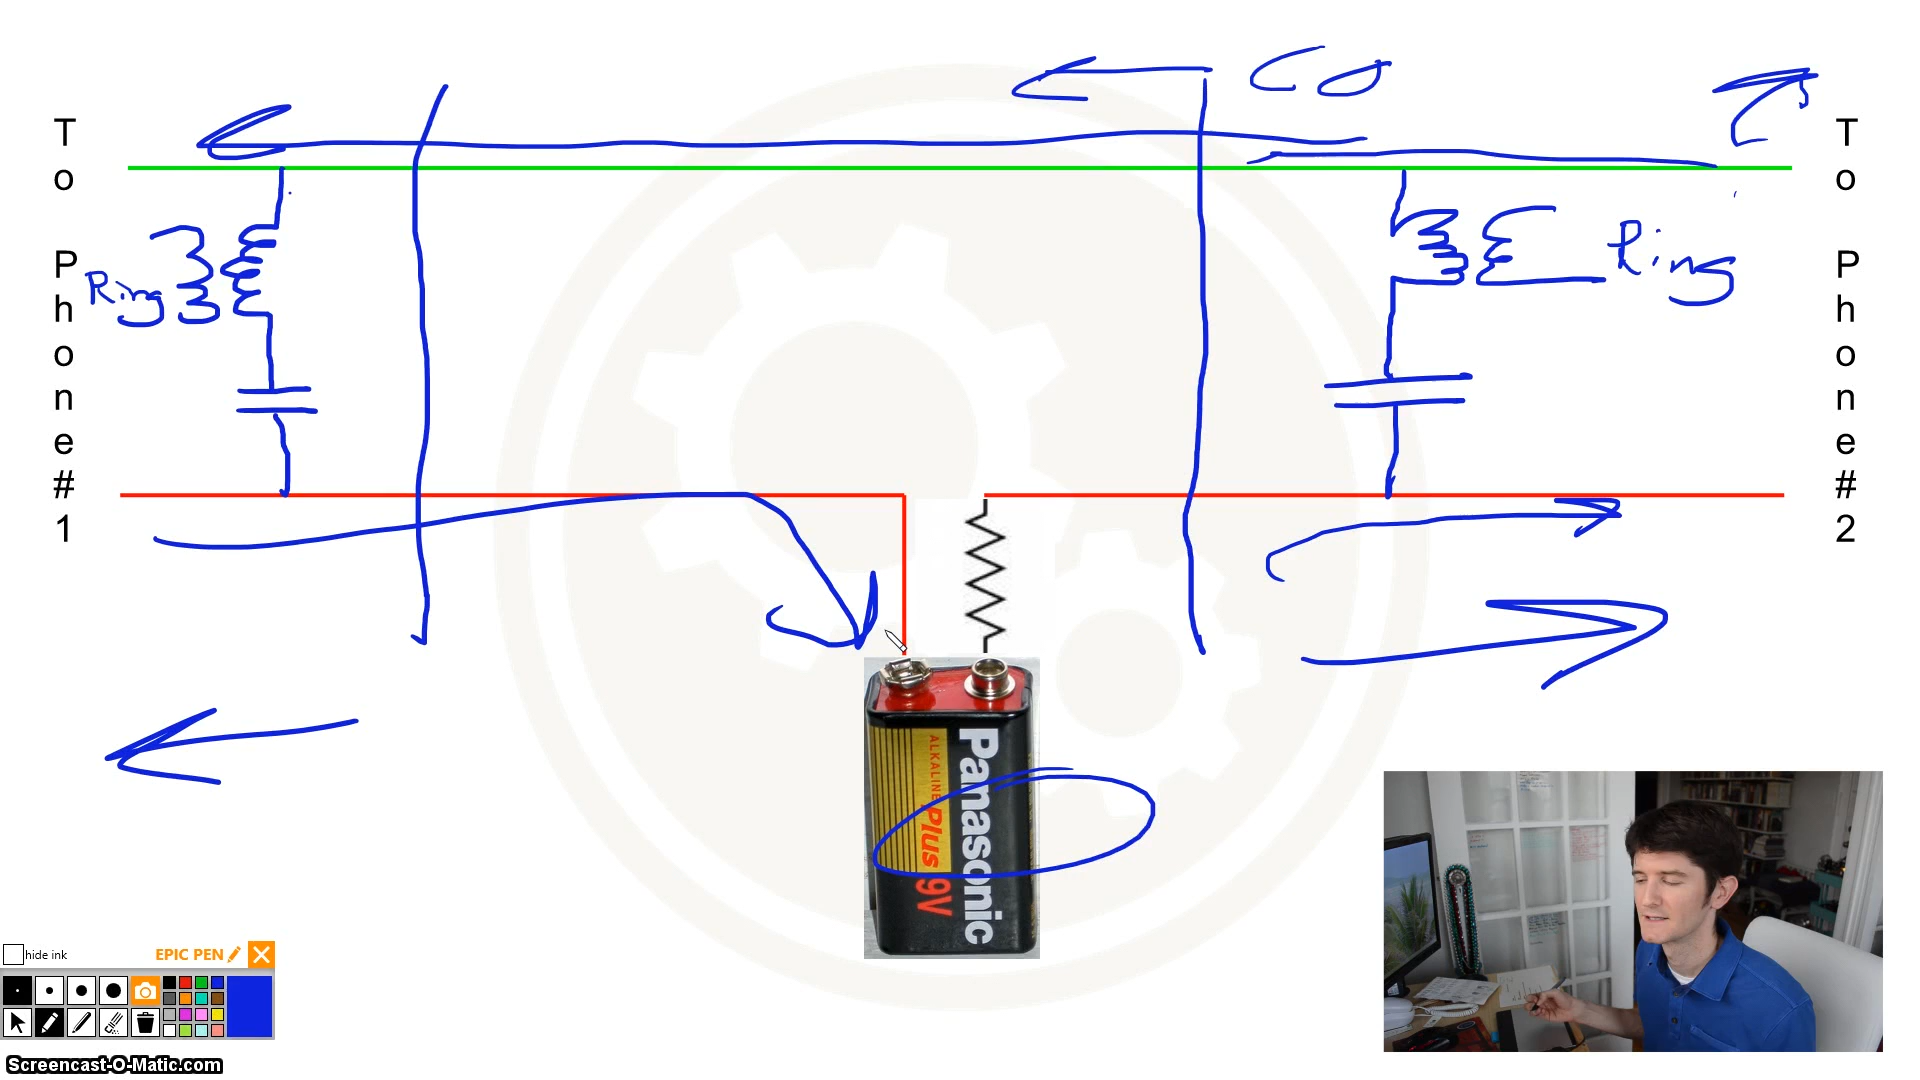 CO
To Phone#1
To Phone#2
Ring
Ring
Panasonic
ALKALINE Plus 9V
hide ink
EPIC PEN
Screencast-O-Matic.com